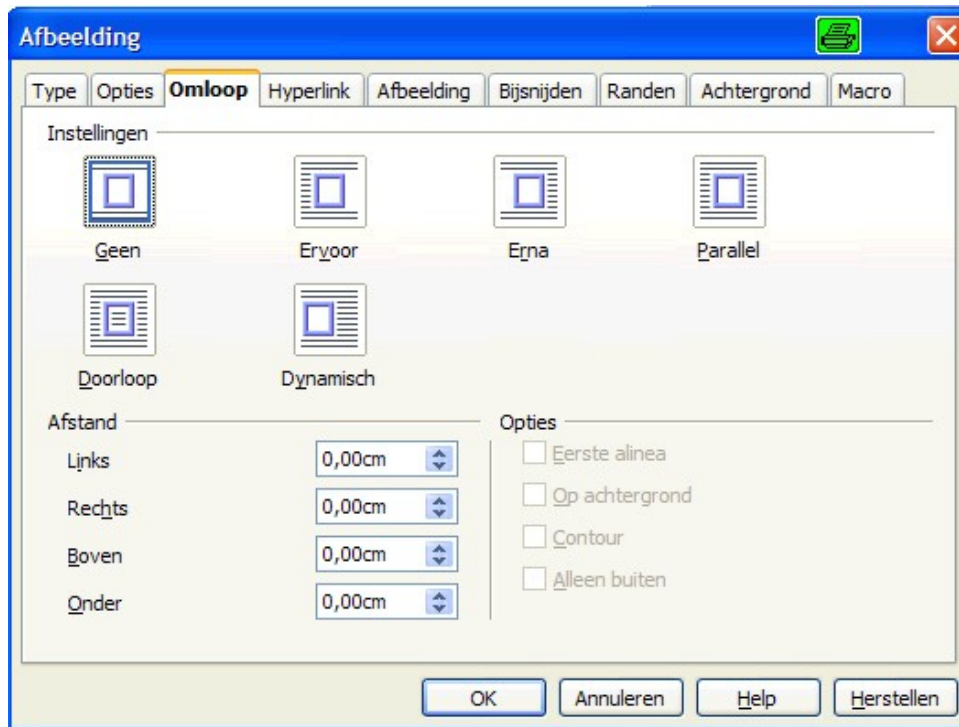 Afbeelding
Type Opties Omloop Hyperlink Afbeelding Bijsnijden Randen Achtergrond Macro
Instellingen
Geen Ervoor Erna Parallel
Doorloop Dynamisch
Afstand Opties
Links 0,00cm Eerste alinea
Rechts 0,00cm Op achtergrond
Boven 0,00cm Contour
Onder 0,00cm Alleen buiten
OK Annuleren Help Herstellen